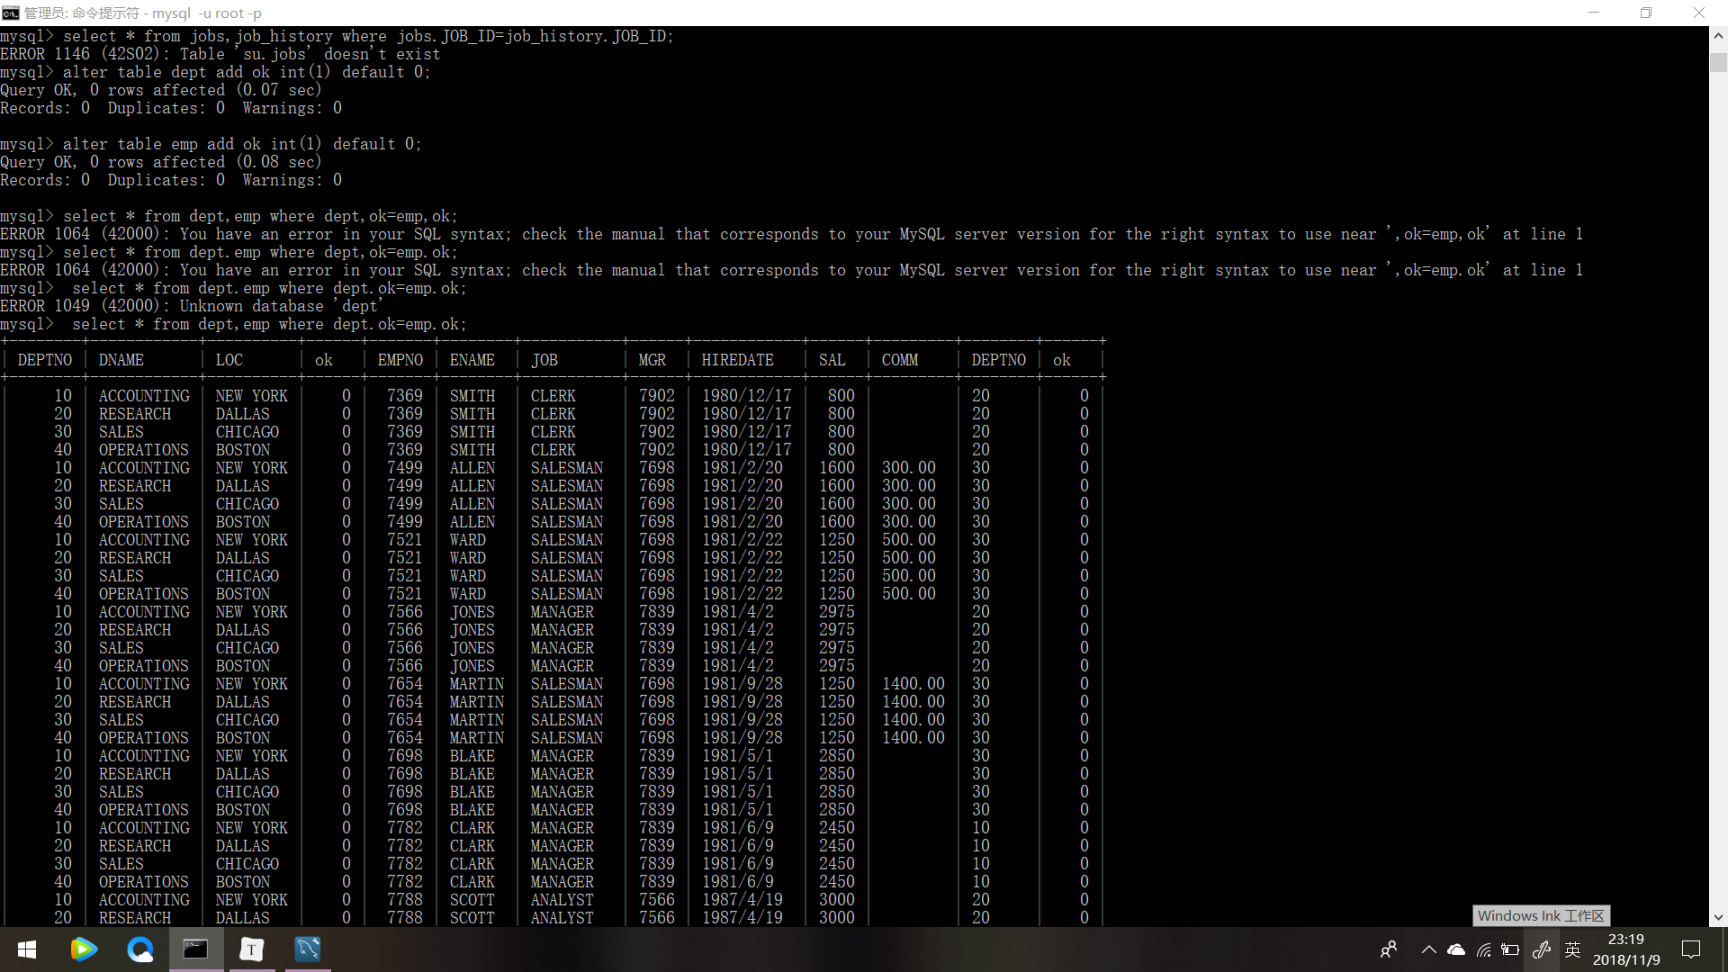 管理员: 命令提示符 - mysql  -u root -p
mysql> select * from jobs,job_history where jobs.JOB_ID=job_history.JOB_ID;
ERROR 1146 (42S02): Table 'su.jobs' doesn't exist
mysql> alter table dept add ok int(1) default 0;
Query OK, 0 rows affected (0.07 sec)
Records: 0  Duplicates: 0  Warnings: 0
mysql> alter table emp add ok int(1) default 0;
Query OK, 0 rows affected (0.08 sec)
Records: 0  Duplicates: 0  Warnings: 0
mysql> select * from dept,emp where dept,ok=emp,ok;
ERROR 1064 (42000): You have an error in your SQL syntax; check the manual that corresponds to your MySQL server version for the right syntax to use near ',ok=emp,ok' at line 1
mysql> select * from dept.emp where dept,ok=emp.ok;
ERROR 1064 (42000): You have an error in your SQL syntax; check the manual that corresponds to your MySQL server version for the right syntax to use near ',ok=emp.ok' at line 1
mysql>  select * from dept.emp where dept.ok=emp.ok;
ERROR 1049 (42000): Unknown database 'dept'
mysql>  select * from dept,emp where dept.ok=emp.ok;
| DEPTNO | DNAME | LOC | ok | EMPNO | ENAME | JOB | MGR | HIREDATE | SAL | COMM | DEPTNO | ok |
| 10 | ACCOUNTING | NEW YORK | 0 | 7369 | SMITH | CLERK | 7902 | 1980/12/17 | 800 | | 20 | 0 |
| 20 | RESEARCH | DALLAS | 0 | 7369 | SMITH | CLERK | 7902 | 1980/12/17 | 800 | | 20 | 0 |
| 30 | SALES | CHICAGO | 0 | 7369 | SMITH | CLERK | 7902 | 1980/12/17 | 800 | | 20 | 0 |
| 40 | OPERATIONS | BOSTON | 0 | 7369 | SMITH | CLERK | 7902 | 1980/12/17 | 800 | | 20 | 0 |
| 10 | ACCOUNTING | NEW YORK | 0 | 7499 | ALLEN | SALESMAN | 7698 | 1981/2/20 | 1600 | 300.00 | 30 | 0 |
| 20 | RESEARCH | DALLAS | 0 | 7499 | ALLEN | SALESMAN | 7698 | 1981/2/20 | 1600 | 300.00 | 30 | 0 |
| 30 | SALES | CHICAGO | 0 | 7499 | ALLEN | SALESMAN | 7698 | 1981/2/20 | 1600 | 300.00 | 30 | 0 |
| 40 | OPERATIONS | BOSTON | 0 | 7499 | ALLEN | SALESMAN | 7698 | 1981/2/20 | 1600 | 300.00 | 30 | 0 |
| 10 | ACCOUNTING | NEW YORK | 0 | 7521 | WARD | SALESMAN | 7698 | 1981/2/22 | 1250 | 500.00 | 30 | 0 |
| 20 | RESEARCH | DALLAS | 0 | 7521 | WARD | SALESMAN | 7698 | 1981/2/22 | 1250 | 500.00 | 30 | 0 |
| 30 | SALES | CHICAGO | 0 | 7521 | WARD | SALESMAN | 7698 | 1981/2/22 | 1250 | 500.00 | 30 | 0 |
| 40 | OPERATIONS | BOSTON | 0 | 7521 | WARD | SALESMAN | 7698 | 1981/2/22 | 1250 | 500.00 | 30 | 0 |
| 10 | ACCOUNTING | NEW YORK | 0 | 7566 | JONES | MANAGER | 7839 | 1981/4/2 | 2975 | | 20 | 0 |
| 20 | RESEARCH | DALLAS | 0 | 7566 | JONES | MANAGER | 7839 | 1981/4/2 | 2975 | | 20 | 0 |
| 30 | SALES | CHICAGO | 0 | 7566 | JONES | MANAGER | 7839 | 1981/4/2 | 2975 | | 20 | 0 |
| 40 | OPERATIONS | BOSTON | 0 | 7566 | JONES | MANAGER | 7839 | 1981/4/2 | 2975 | | 20 | 0 |
| 10 | ACCOUNTING | NEW YORK | 0 | 7654 | MARTIN | SALESMAN | 7698 | 1981/9/28 | 1250 | 1400.00 | 30 | 0 |
| 20 | RESEARCH | DALLAS | 0 | 7654 | MARTIN | SALESMAN | 7698 | 1981/9/28 | 1250 | 1400.00 | 30 | 0 |
| 30 | SALES | CHICAGO | 0 | 7654 | MARTIN | SALESMAN | 7698 | 1981/9/28 | 1250 | 1400.00 | 30 | 0 |
| 40 | OPERATIONS | BOSTON | 0 | 7654 | MARTIN | SALESMAN | 7698 | 1981/9/28 | 1250 | 1400.00 | 30 | 0 |
| 10 | ACCOUNTING | NEW YORK | 0 | 7698 | BLAKE | MANAGER | 7839 | 1981/5/1 | 2850 | | 30 | 0 |
| 20 | RESEARCH | DALLAS | 0 | 7698 | BLAKE | MANAGER | 7839 | 1981/5/1 | 2850 | | 30 | 0 |
| 30 | SALES | CHICAGO | 0 | 7698 | BLAKE | MANAGER | 7839 | 1981/5/1 | 2850 | | 30 | 0 |
| 40 | OPERATIONS | BOSTON | 0 | 7698 | BLAKE | MANAGER | 7839 | 1981/5/1 | 2850 | | 30 | 0 |
| 10 | ACCOUNTING | NEW YORK | 0 | 7782 | CLARK | MANAGER | 7839 | 1981/6/9 | 2450 | | 10 | 0 |
| 20 | RESEARCH | DALLAS | 0 | 7782 | CLARK | MANAGER | 7839 | 1981/6/9 | 2450 | | 10 | 0 |
| 30 | SALES | CHICAGO | 0 | 7782 | CLARK | MANAGER | 7839 | 1981/6/9 | 2450 | | 10 | 0 |
| 40 | OPERATIONS | BOSTON | 0 | 7782 | CLARK | MANAGER | 7839 | 1981/6/9 | 2450 | | 10 | 0 |
| 10 | ACCOUNTING | NEW YORK | 0 | 7788 | SCOTT | ANALYST | 7566 | 1987/4/19 | 3000 | | 20 | 0 |
| 20 | RESEARCH | DALLAS | 0 | 7788 | SCOTT | ANALYST | 7566 | 1987/4/19 | 3000 | | 20 | 0 |
Windows Ink 工作区
T
英
23:19
2018/11/9